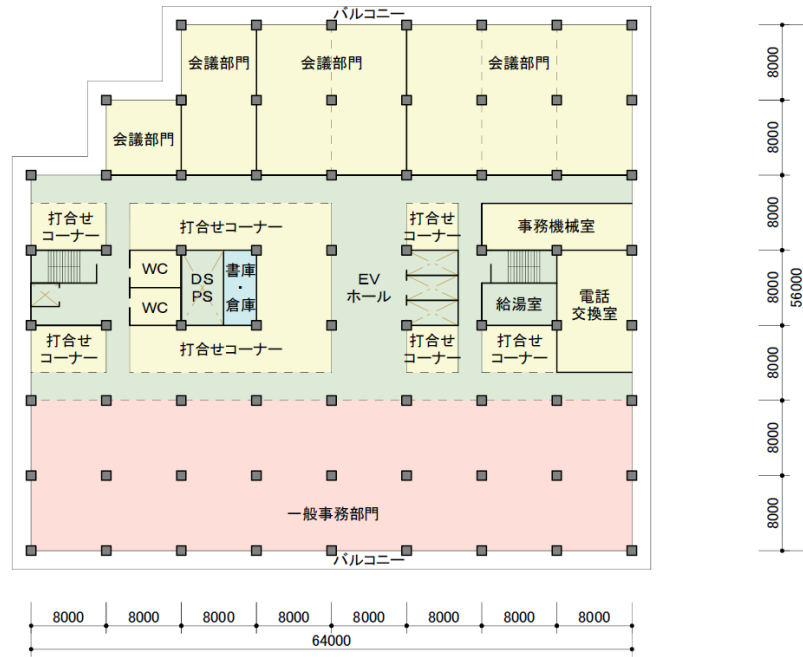 バルコニー
会議部門
会議部門
会議部門
会議部門
打合せ
コーナー
打合せコーナー
打合せ
コーナー
事務機械室
WC
WC
DS
PS
書庫
・
倉庫
EV
ホール
給湯室
電話
交換室
打合せ
コーナー
打合せコーナー
打合せ
コーナー
打合せ
コーナー
一般事務部門
バルコニー
8000
8000
8000
8000
8000
8000
8000
56000
8000
8000
8000
8000
8000
8000
8000
8000
64000